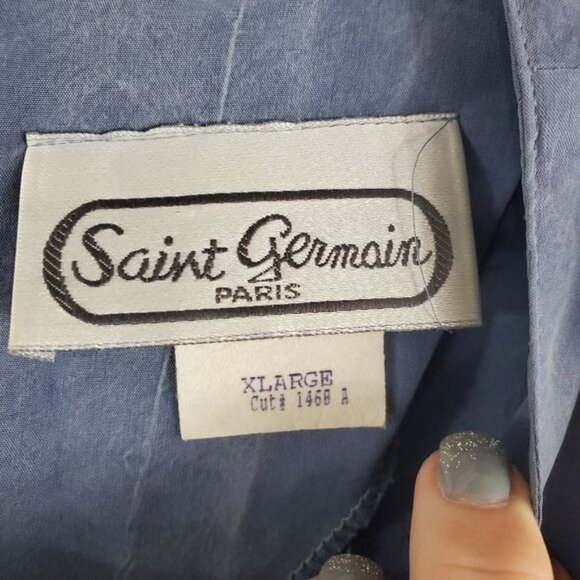 Saint Germain
PARIS
XLARGE
Cut# 1468 A